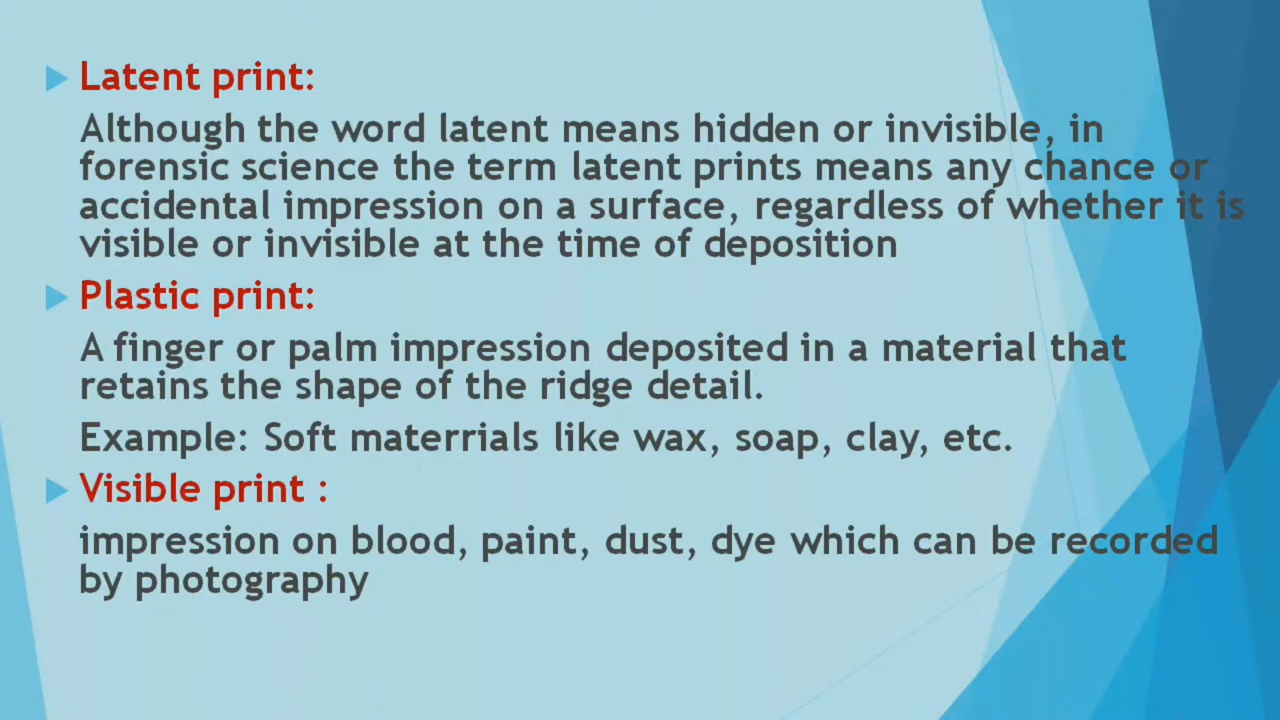 Latent print:
Although the word latent means hidden or invisible, in
forensic science the term latent prints means any chance or
accidental impression on a surface, regardless of whether it is
visible or invisible at the time of deposition
Plastic print:
A finger or palm impression deposited in a material that
retains the shape of the ridge detail.
Example: Soft materrials like wax, soap, clay, etc.
Visible print :
impression on blood, paint, dust, dye which can be recorded
by photography